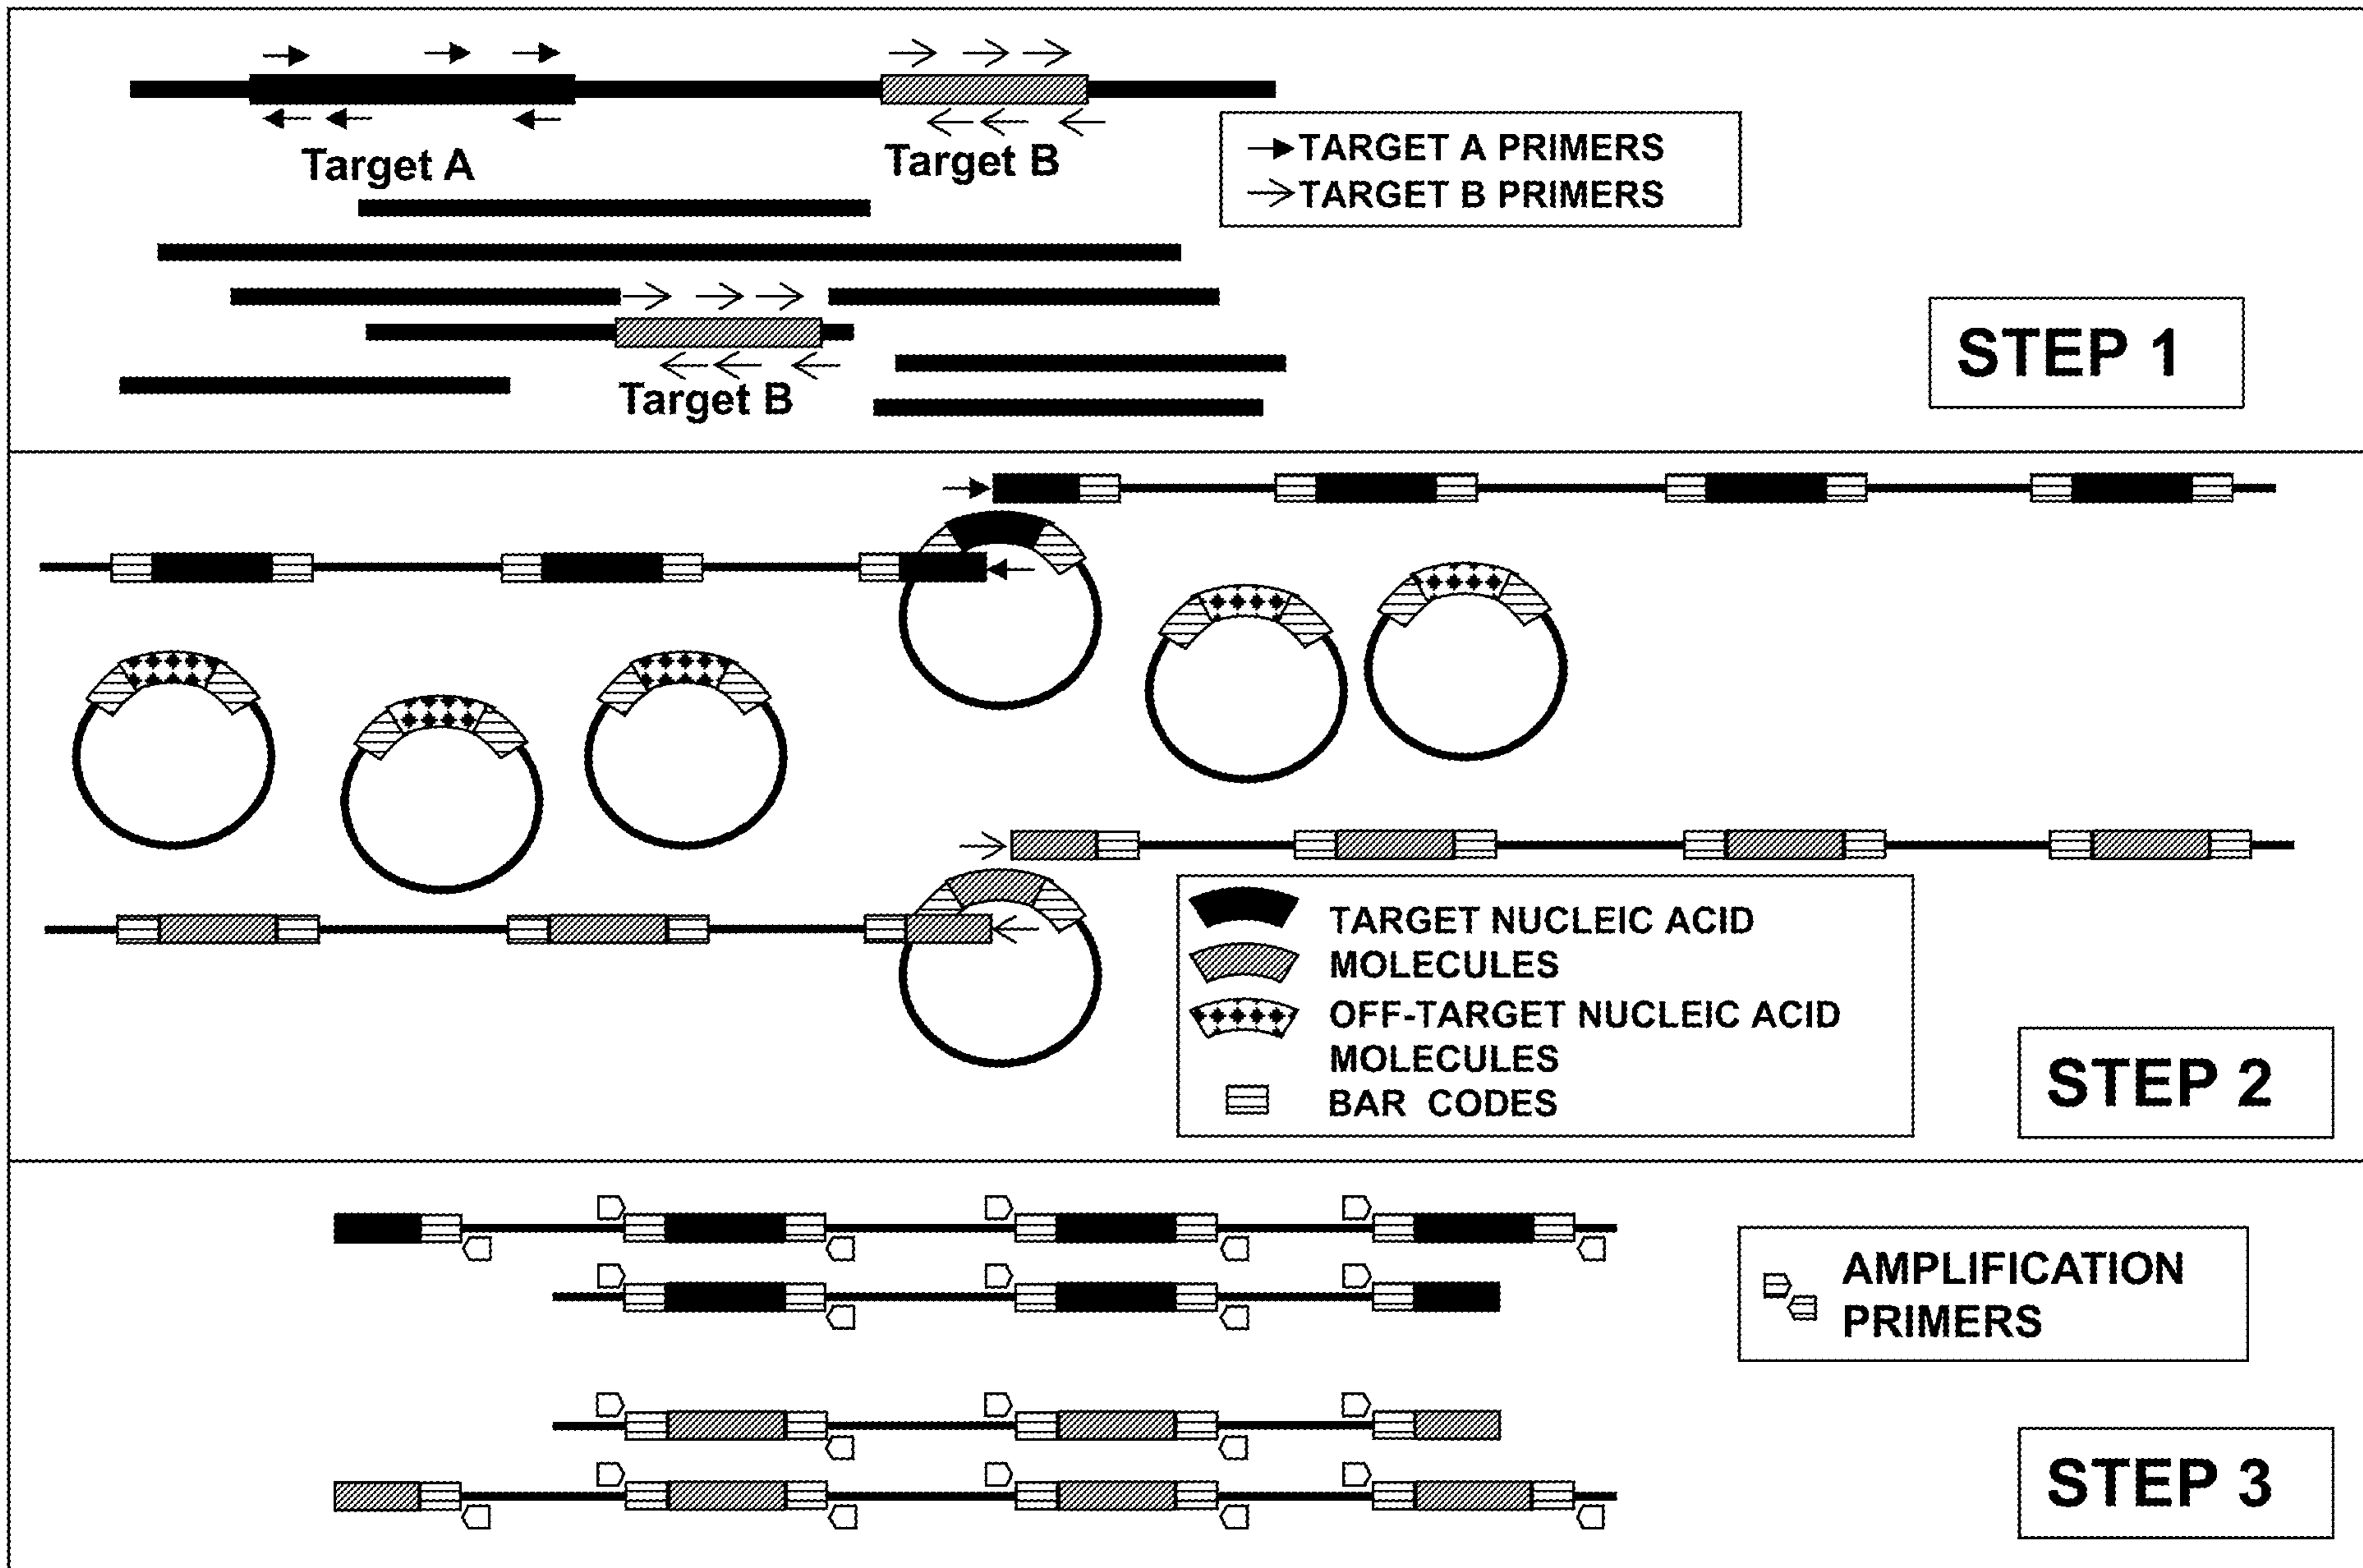 Target A
Target B
TARGET A PRIMERS
TARGET B PRIMERS
Target B
STEP 1
TARGET NUCLEIC ACID
MOLECULES
OFF-TARGET NUCLEIC ACID
MOLECULES
BAR CODES
STEP 2
AMPLIFICATION
PRIMERS
STEP 3